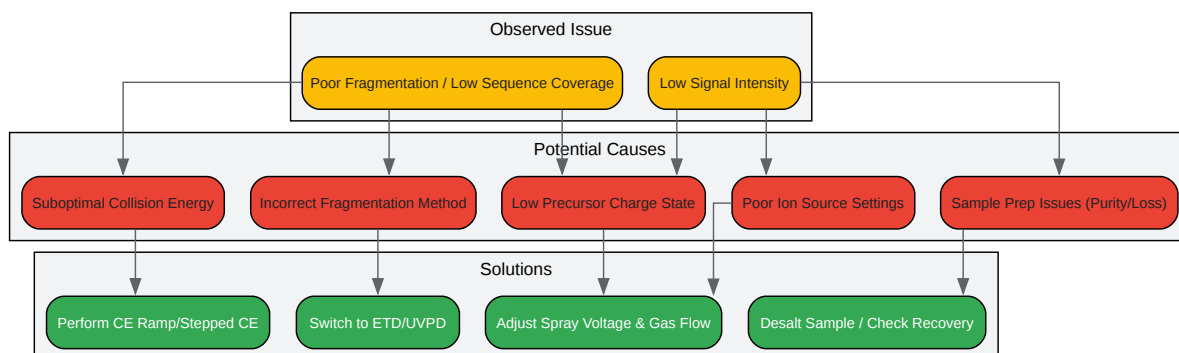 Observed Issue
Poor Fragmentation / Low Sequence Coverage
Low Signal Intensity
Potential Causes
Suboptimal Collision Energy
Incorrect Fragmentation Method
Low Precursor Charge State
Poor Ion Source Settings
Sample Prep Issues (Purity/Loss)
Solutions
Perform CE Ramp/Stepped CE
Switch to ETD/UVPD
Adjust Spray Voltage & Gas Flow
Desalt Sample / Check Recovery